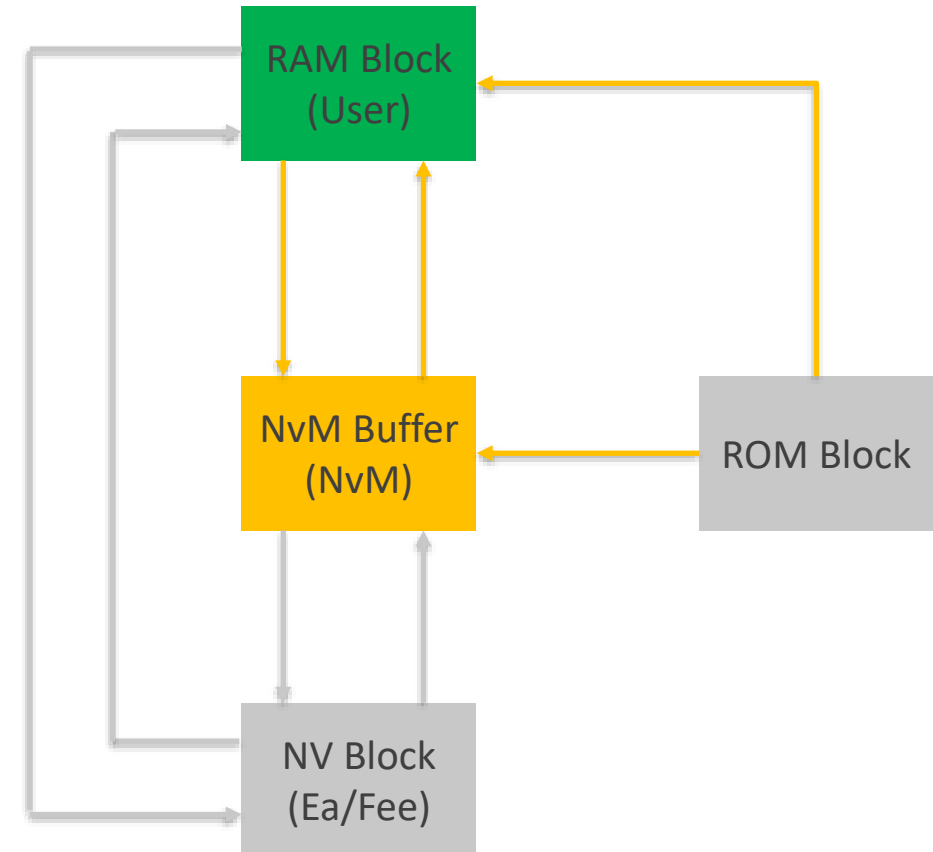 RAM Block
(User)
NvM Buffer
(NvM)
ROM Block
NV Block
(Ea/Fee)